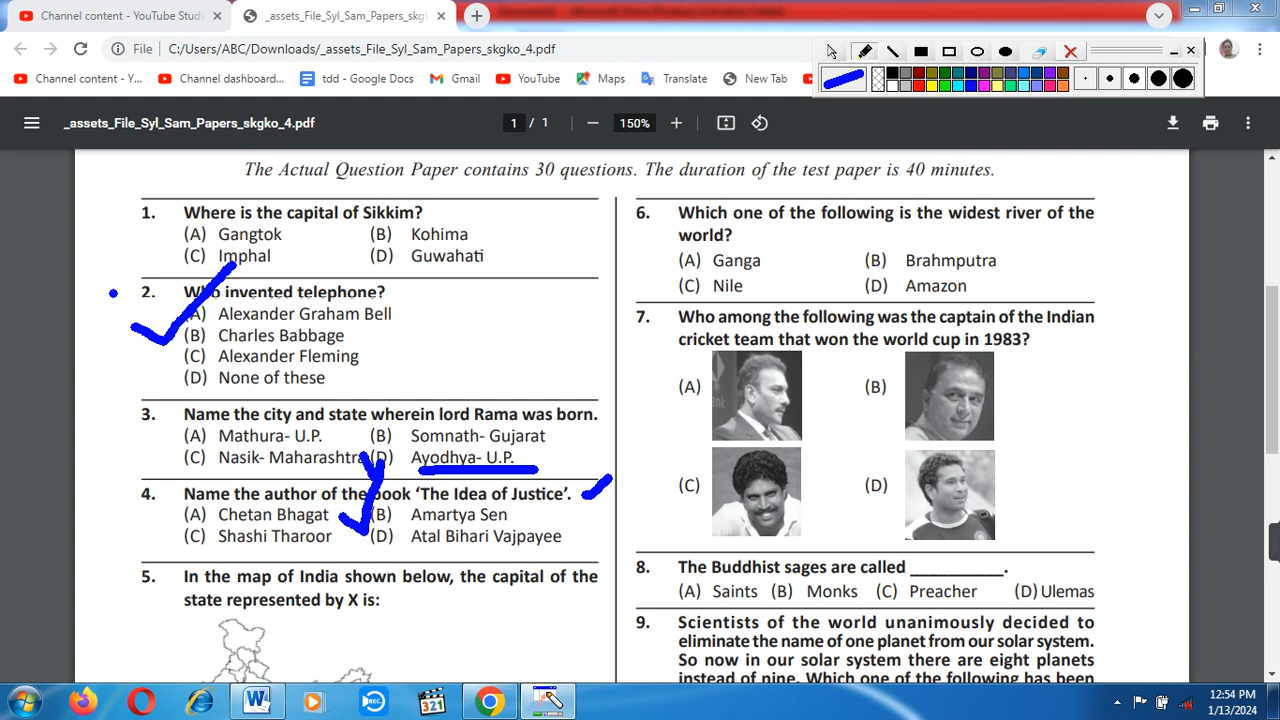 Channel content - YouTube Studi
_assets_File_Syl_Sam_Papers_skgko_4
File
C:/Users/ABC/Downloads/_assets_File_Syl_Sam_Papers_skgko_4.pdf
Channel content - Y...
Channel dashboard...
tdd - Google Docs
Gmail
YouTube
Maps
Translate
New Tab
_assets_File_Syl_Sam_Papers_skgko_4.pdf
1 / 1
150%
The Actual Question Paper contains 30 questions. The duration of the test paper is 40 minutes.
1. Where is the capital of Sikkim?
(A) Gangtok (B) Kohima
(C) Imphal (D) Guwahati
2. Who invented telephone?
(A) Alexander Graham Bell
(B) Charles Babbage
(C) Alexander Fleming
(D) None of these
3. Name the city and state wherein lord Rama was born.
(A) Mathura- U.P. (B) Somnath- Gujarat
(C) Nasik- Maharashtra (D) Ayodhya- U.P.
4. Name the author of the book ‘The Idea of Justice’.
(A) Chetan Bhagat (B) Amartya Sen
(C) Shashi Tharoor (D) Atal Bihari Vajpayee
5. In the map of India shown below, the capital of the
state represented by X is:
6. Which one of the following is the widest river of the
world?
(A) Ganga (B) Brahmputra
(C) Nile (D) Amazon
7. Who among the following was the captain of the Indian
cricket team that won the world cup in 1983?
(A) (B)
(C) (D)
8. The Buddhist sages are called __________.
(A) Saints (B) Monks (C) Preacher (D) Ulemas
9. Scientists of the world unanimously decided to
eliminate the name of one planet from our solar system.
So now in our solar system there are eight planets
instead of nine. Which one of the following has been
REC
321
12:54 PM
1/13/2024